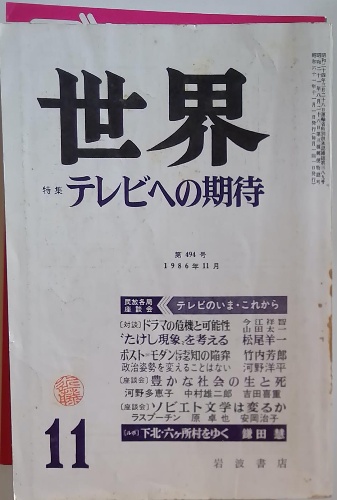 世界
特集 テレビへの期待
第494号
1986年11月
民放各局座談会 テレビのいま・これから
〔対談〕ドラマの危機と可能性 今江祥智 山田太一
"たけし現象"を考える 松尾羊一
ポスト=モダンにおける知の陥穽 竹内芳郎
政治姿勢を変えることはない 河野洋平
〔座談会〕豊かな社会の生と死
河野多恵子 中村雄二郎 吉田喜重
〔座談会〕ソビエト文学は変るか
ラスプーチン 原卓也 安岡治子
〔ルポ〕下北・六ヶ所村をゆく 鎌田慧
11
岩波書店